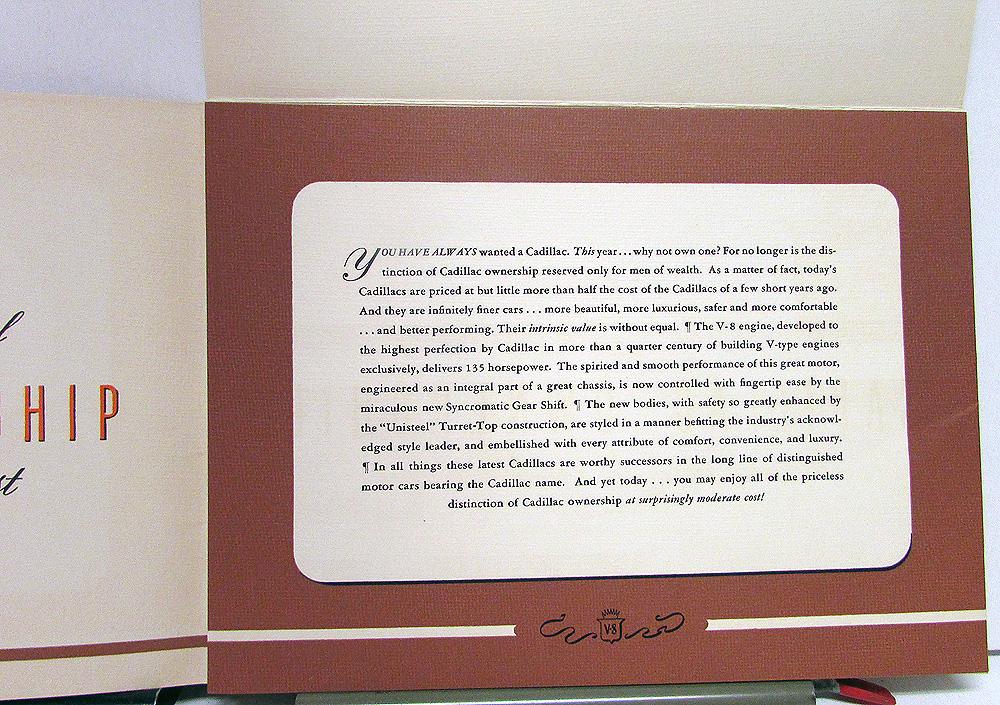 HIP
YOU HAVE ALWAYS wanted a Cadillac. This year...why not own one? For no longer is the dis-
tinction of Cadillac ownership reserved only for men of wealth. As a matter of fact, today's
Cadillacs are priced at but little more than half the cost of the Cadillacs of a few short years ago.
And they are infinitely finer cars . . . more beautiful, more luxurious, safer and more comfortable
. . . and better performing. Their intrinsic value is without equal. ¶ The V-8 engine, developed to
the highest perfection by Cadillac in more than a quarter century of building V-type engines
exclusively, delivers 135 horsepower. The spirited and smooth performance of this great motor,
engineered as an integral part of a great chassis, is now controlled with fingertip ease by the
miraculous new Syncromatic Gear Shift. ¶ The new bodies, with safety so greatly enhanced by
the “Unisteel” Turret-Top construction, are styled in a manner befitting the industry's acknowl-
edged style leader, and embellished with every attribute of comfort, convenience, and luxury.
¶ In all things these latest Cadillacs are worthy successors in the long line of distinguished
motor cars bearing the Cadillac name. And yet today . . . you may enjoy all of the priceless
distinction of Cadillac ownership at surprisingly moderate cost!
V-8